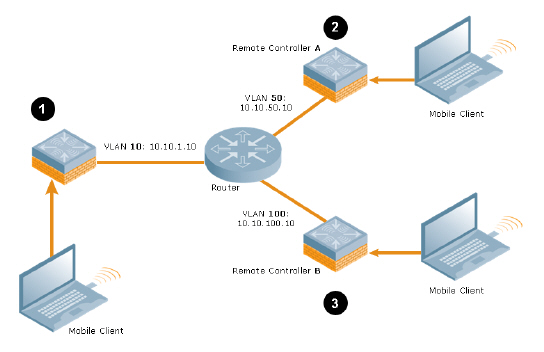 2
Remote Controller A
VLAN 50:
10.10.50.10
Mobile Client
1
VLAN 10: 10.10.1.10
Router
VLAN 100:
10.10.100.10
Remote Controller B
Mobile Client
3
Mobile Client